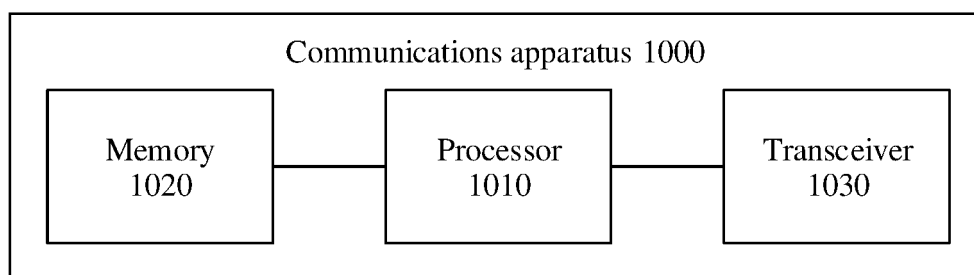 Communications apparatus 1000
Memory
1020
Processor
1010
Transceiver
1030